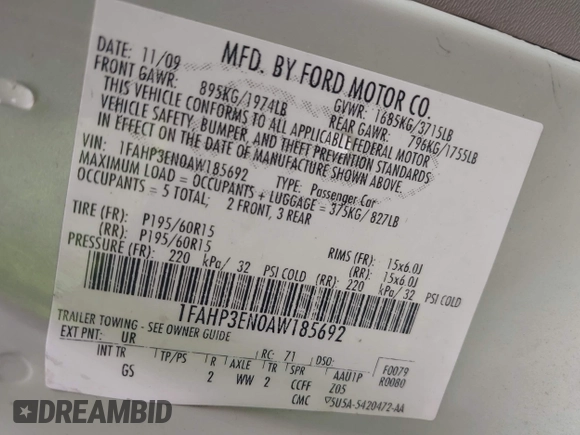 MFD. BY FORD MOTOR CO.
DATE: 11/09 GVWR: 1685KG/3715LB
FRONT GAWR: 895KG/1974LB REAR GAWR: 796KG/1755LB
THIS VEHICLE CONFORMS TO ALL APPLICABLE FEDERAL MOTOR
VEHICLE SAFETY, BUMPER, AND THEFT PREVENTION STANDARDS
IN EFFECT ON THE DATE OF MANUFACTURE SHOWN ABOVE.
VIN: 1FAHP3EN0AW185692 TYPE: Passenger Car
MAXIMUM LOAD = OCCUPANTS + LUGGAGE = 375KG/ 827LB
OCCUPANTS = 5 TOTAL; 2 FRONT, 3 REAR
TIRE (FR): P195/60R15 RIMS (FR): 15x6.0J
(RR): P195/60R15 (RR): 15x6.0J
PRESSURE (FR): 220 kPa/ 32 PSI COLD (RR): 220 kPa/ 32 PSI COLD
1FAHP3EN0AW185692
TRAILER TOWING - SEE OWNER GUIDE
EXT PNT: UR RC: 71 DSO: F0079
INT TR TP/PS R AXLE TR SPR AAU1P R0080
GS 2 WW 2 CCFF Z05
CMC 5U5A-5420472-AA
DREAMBID